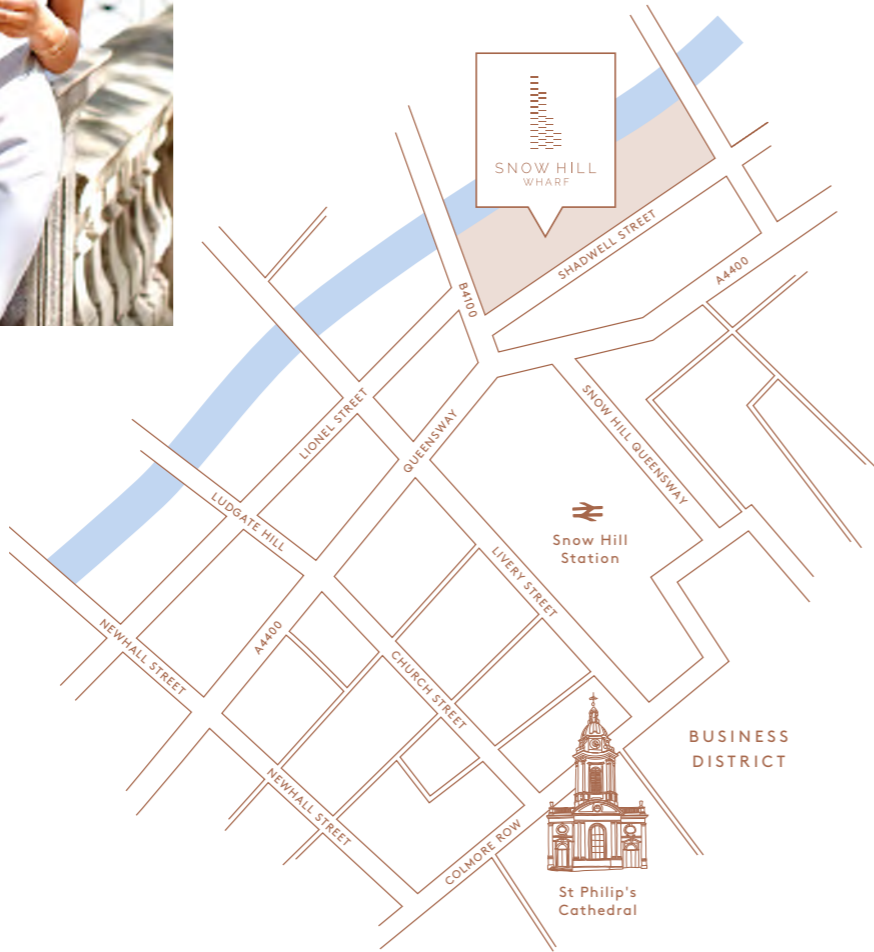 SNOW HILL
WHARF
SHADWELL STREET
B4100
A4400
LIONEL STREET
QUEENSWAY
SNOW HILL QUEENSWAY
LUDGATE HILL
Snow Hill
Station
LIVERY STREET
NEWHALL STREET
A4400
CHURCH STREET
BUSINESS
DISTRICT
NEWHALL STREET
COLMORE ROW
St Philip's
Cathedral